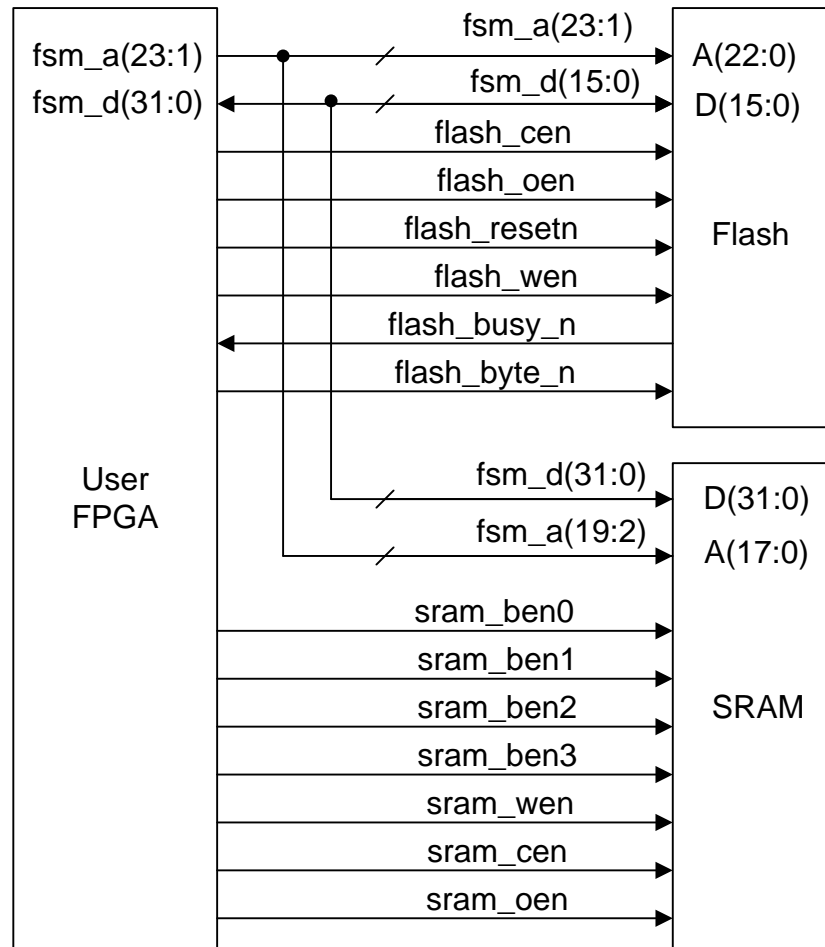 fsm_a(23:1)
fsm_a(23:1)
A(22:0)
fsm_d(31:0)
fsm_d(15:0)
D(15:0)
flash_cen
flash_oen
flash_resetn
Flash
flash_wen
flash_busy_n
flash_byte_n
User
FPGA
fsm_d(31:0)
D(31:0)
fsm_a(19:2)
A(17:0)
sram_ben0
sram_ben1
sram_ben2
SRAM
sram_ben3
sram_wen
sram_cen
sram_oen